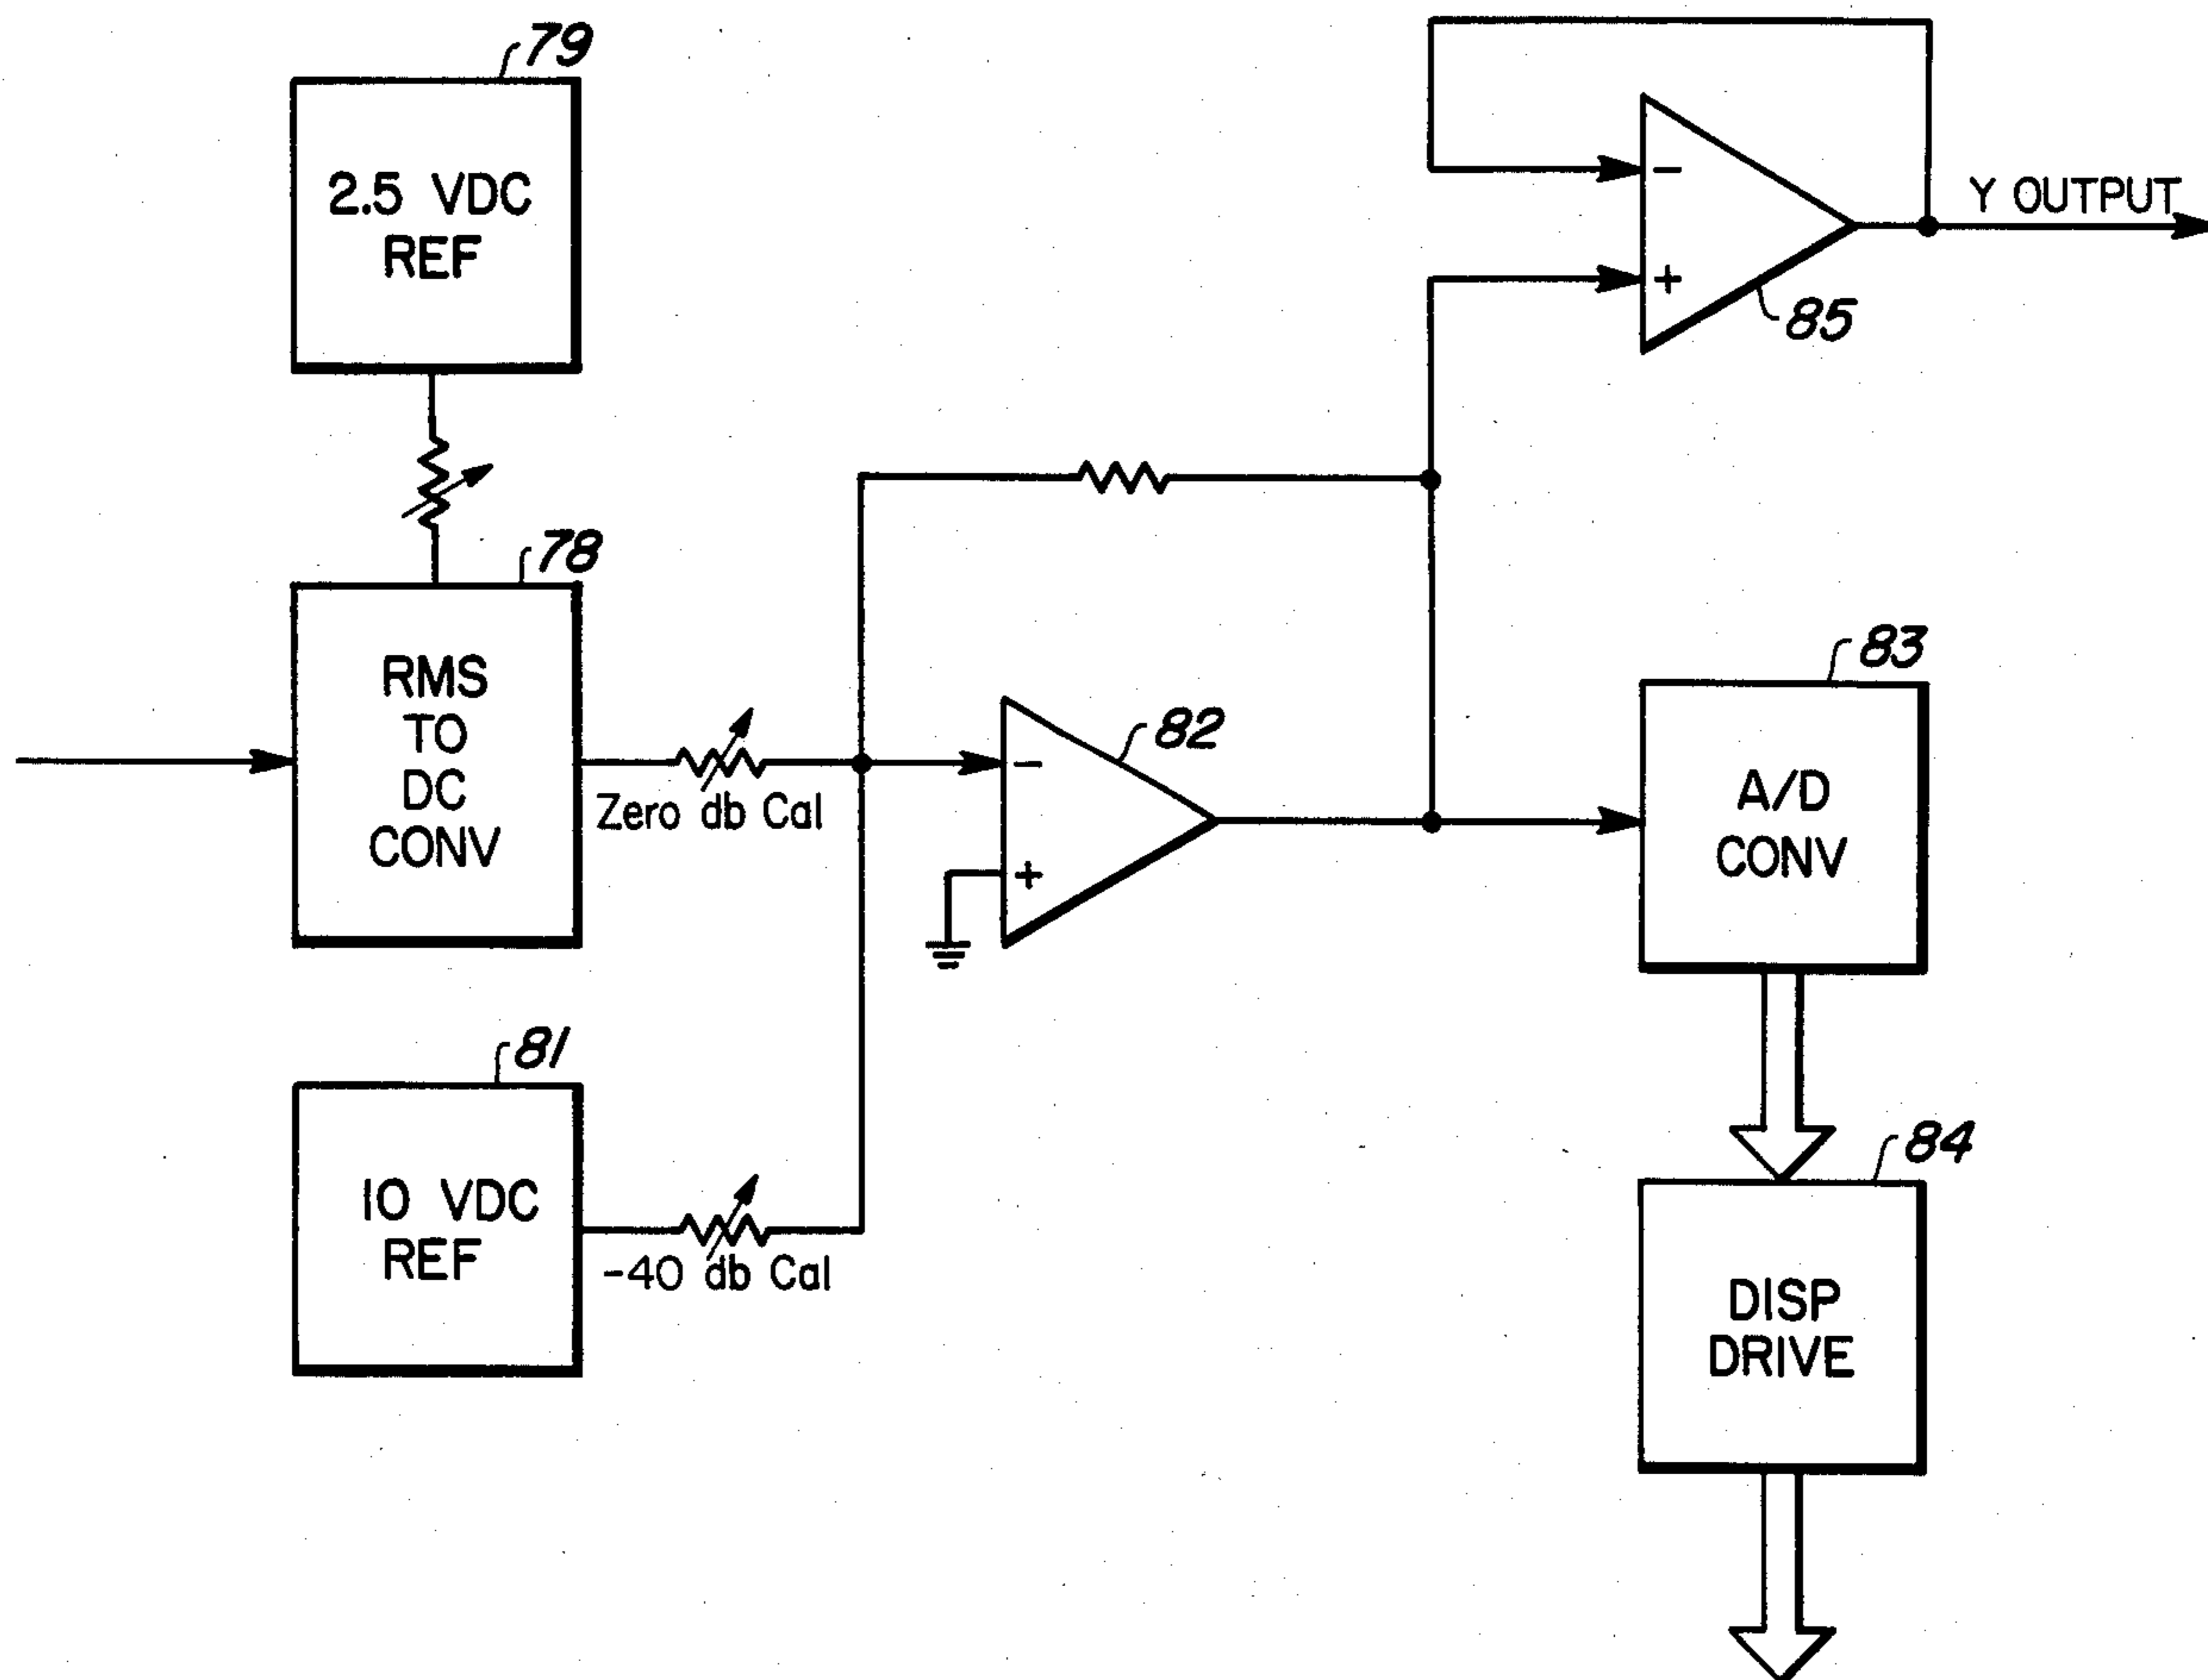 79
2.5 VDC
REF
78
RMS
TO
DC
CONV
Zero db Cal
81
10 VDC
REF
-40 db Cal
-
+
82
-
+
85
Y OUTPUT
83
A/D
CONV
84
DISP
DRIVE